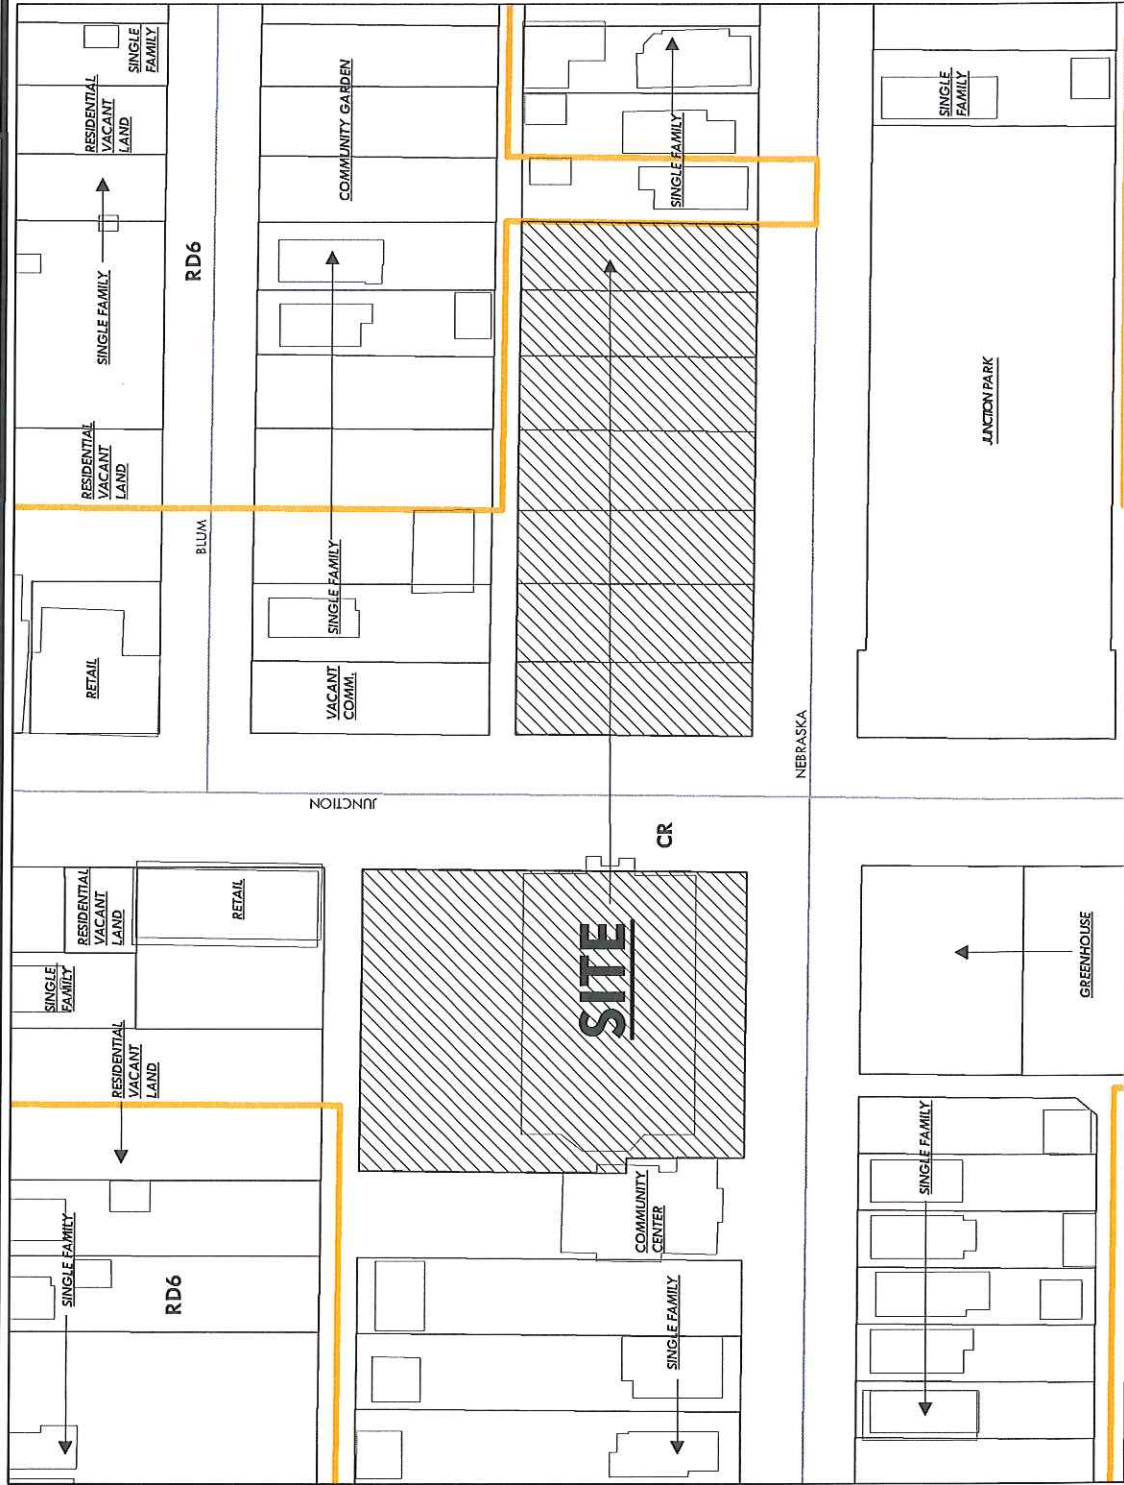 SINGLE FAMILY
SINGLE
FAMILY
RESIDENTIAL
VACANT
LAND
RESIDENTIAL
VACANT
LAND
RETAIL
RESIDENTIAL
VACANT
LAND
SINGLE FAMILY
RESIDENTIAL
VACANT
LAND
SINGLE
FAMILY
RD6
RD6
BLUM
RETAIL
VACANT
COMM.
SINGLE FAMILY
COMMUNITY GARDEN
JUNCTION
SITE
COMMUNITY
CENTER
CR
SINGLE FAMILY
SINGLE FAMILY
NEBRASKA
SINGLE FAMILY
SINGLE
FAMILY
JUNCTION PARK
GREENHOUSE